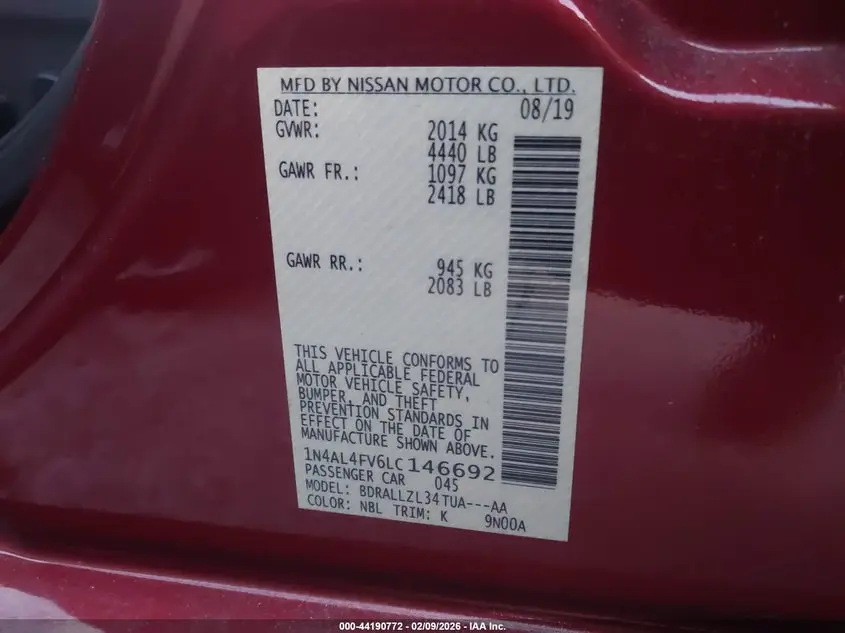 MFD BY NISSAN MOTOR CO., LTD.
DATE: 08/19
GVWR: 2014 KG
4440 LB
GAWR FR.: 1097 KG
2418 LB
GAWR RR.: 945 KG
2083 LB
THIS VEHICLE CONFORMS TO
ALL APPLICABLE FEDERAL
MOTOR VEHICLE SAFETY,
BUMPER, AND THEFT
PREVENTION STANDARDS IN
EFFECT ON THE DATE OF
MANUFACTURE SHOWN ABOVE.
1N4AL4FV6LC146692
PASSENGER CAR 045
MODEL: BDRALLZL34TUA---AA
COLOR: NBL TRIM: K 9N00A
000-44190772 - 02/09/2026 - IAA Inc.